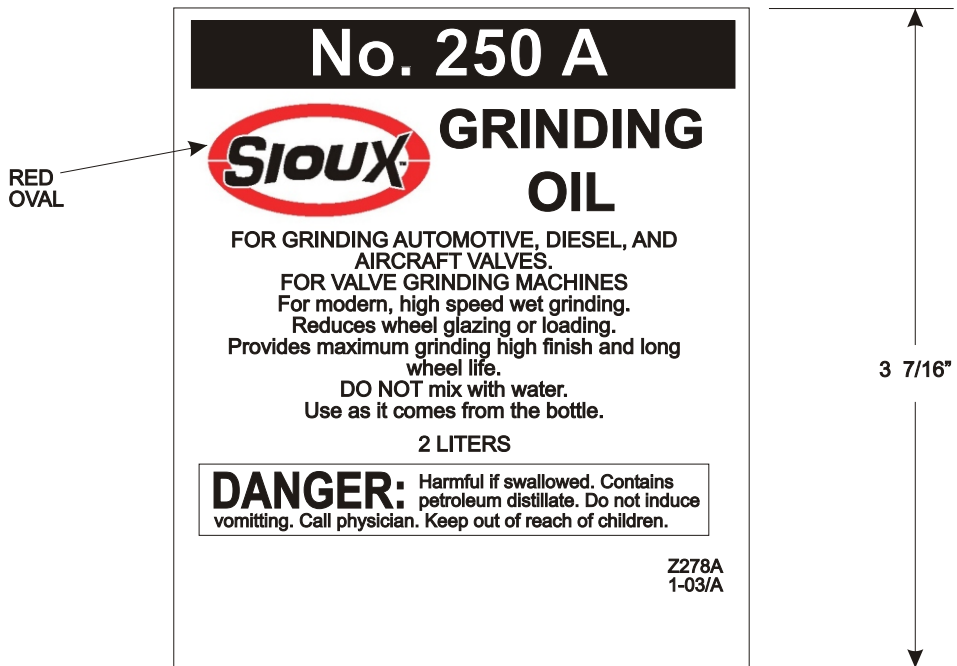 No. 250 A
SIOUX™
GRINDING
OIL
RED
OVAL
FOR GRINDING AUTOMOTIVE, DIESEL, AND
AIRCRAFT VALVES.
FOR VALVE GRINDING MACHINES
For modern, high speed wet grinding.
Reduces wheel glazing or loading.
Provides maximum grinding high finish and long
wheel life.
DO NOT mix with water.
Use as it comes from the bottle.
2 LITERS
DANGER: Harmful if swallowed. Contains
petroleum distillate. Do not induce
vomitting. Call physician. Keep out of reach of children.
Z278A
1-03/A
3 7/16"